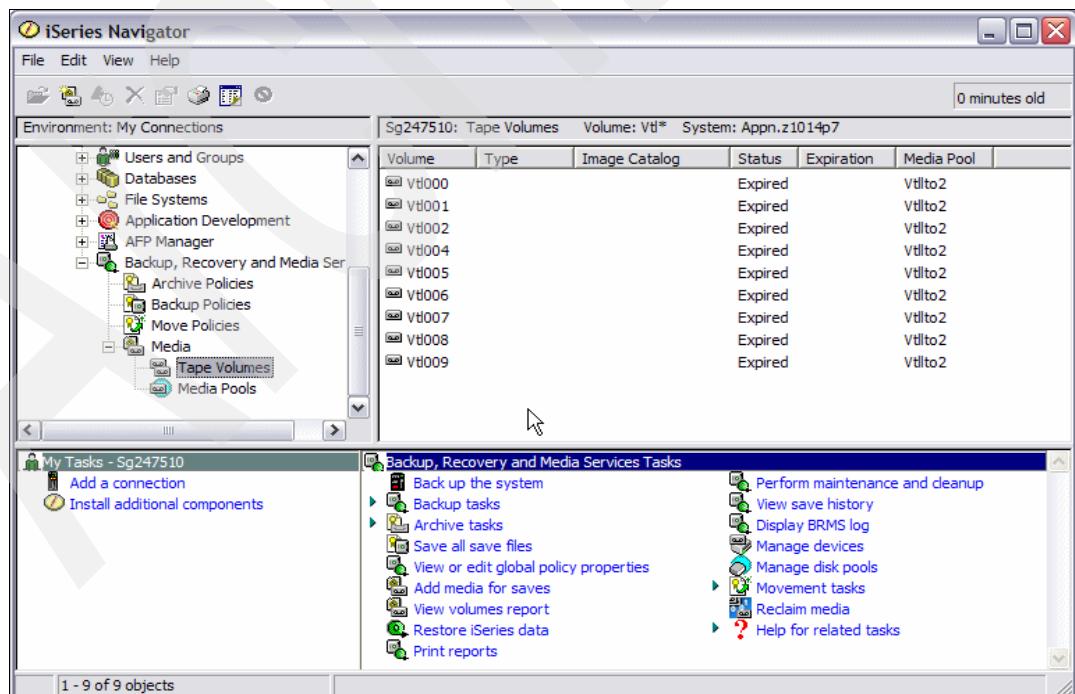 iSeries Navigator
File Edit View Help
0 minutes old
Environment: My Connections
Sg247510: Tape Volumes Volume: Vtl* System: Appn.z1014p7
Users and Groups
Databases
File Systems
Application Development
AFP Manager
Backup, Recovery and Media Ser
Archive Policies
Backup Policies
Move Policies
Media
Tape Volumes
Media Pools
Volume Type Image Catalog Status Expiration Media Pool
Vtl000 Expired Vtllto2
Vtl001 Expired Vtllto2
Vtl002 Expired Vtllto2
Vtl004 Expired Vtllto2
Vtl005 Expired Vtllto2
Vtl006 Expired Vtllto2
Vtl007 Expired Vtllto2
Vtl008 Expired Vtllto2
Vtl009 Expired Vtllto2
My Tasks - Sg247510
Add a connection
Install additional components
Backup, Recovery and Media Services Tasks
Back up the system
Backup tasks
Archive tasks
Save all save files
View or edit global policy properties
Add media for saves
View volumes report
Restore iSeries data
Print reports
Perform maintenance and cleanup
View save history
Display BRMS log
Manage devices
Manage disk pools
Movement tasks
Reclaim media
Help for related tasks
1 - 9 of 9 objects